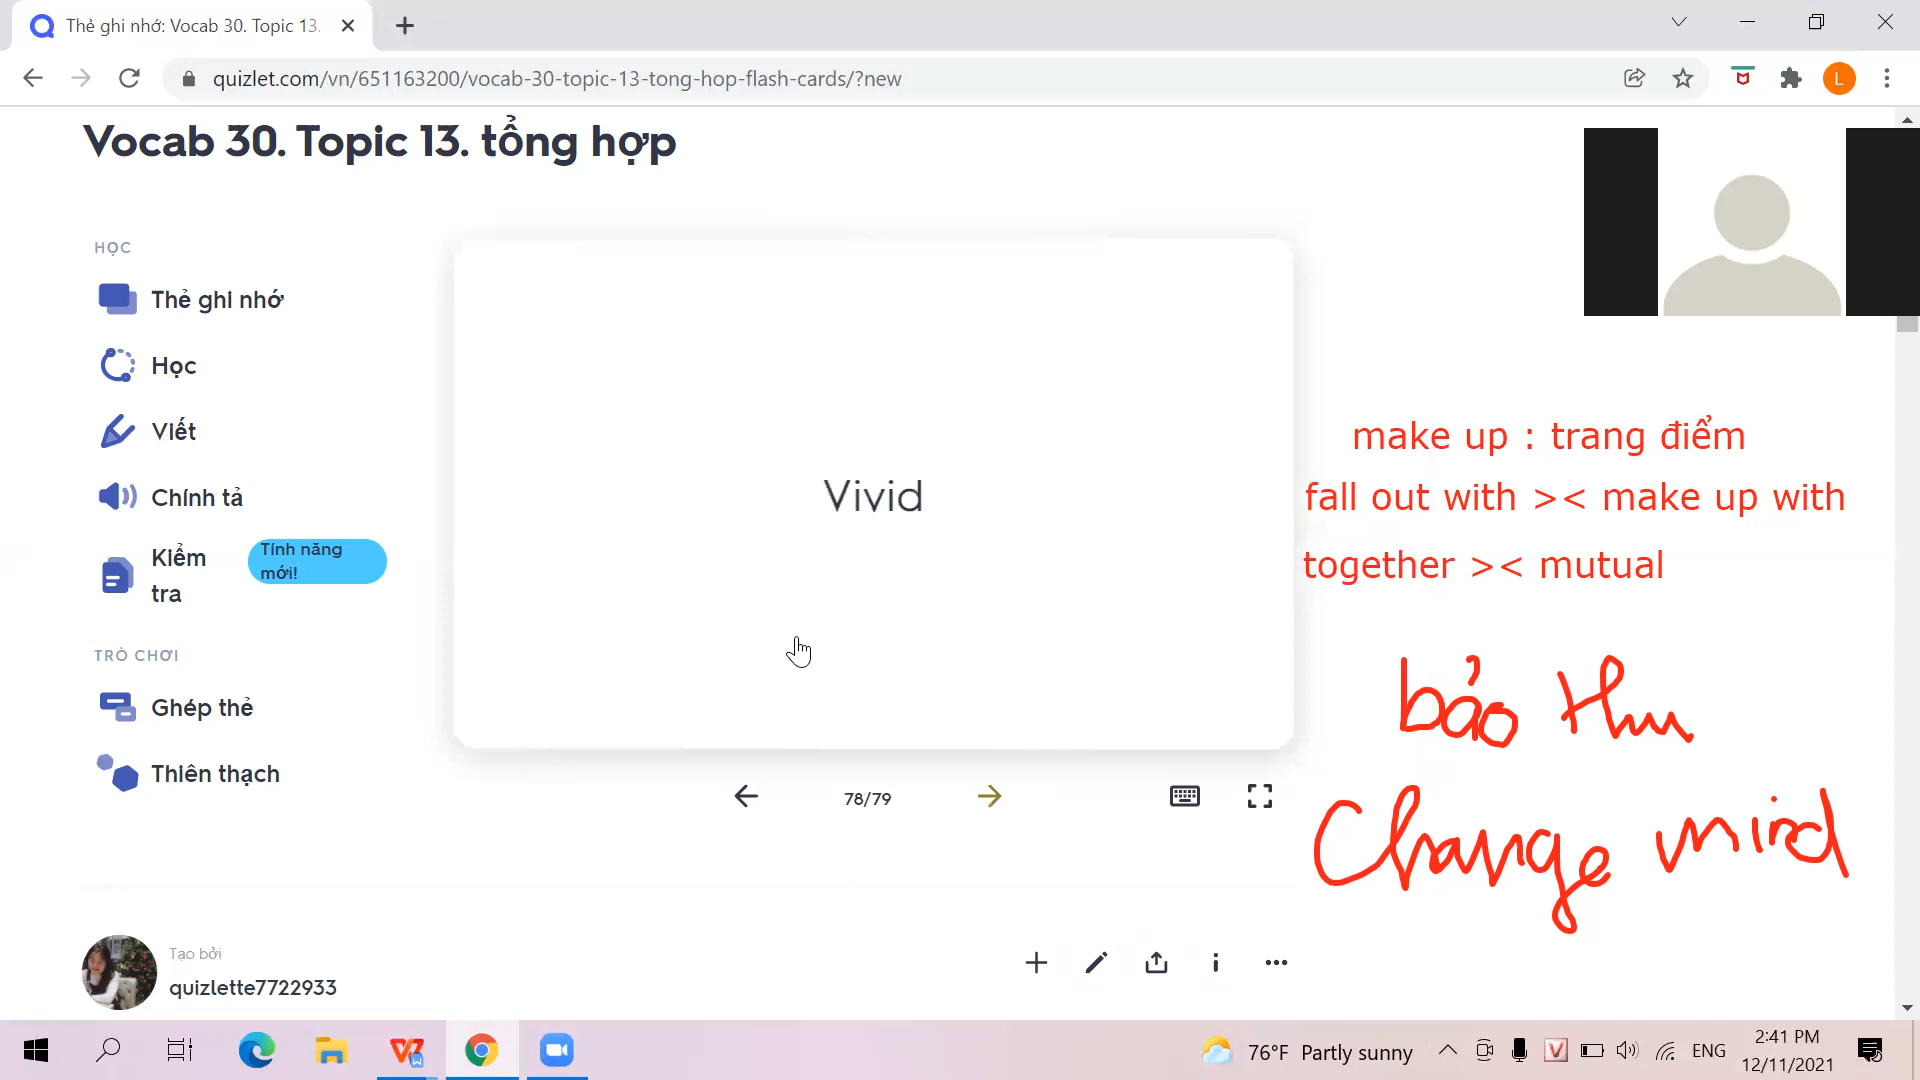 Thẻ ghi nhớ: Vocab 30. Topic 13.
quizlet.com/vn/651163200/vocab-30-topic-13-tong-hop-flash-cards/?new
L
Vocab 30. Topic 13. tổng hợp
HỌC
Thẻ ghi nhớ
Học
Viết
Chính tả
Kiểm tra
Tính năng mới!
TRÒ CHƠI
Ghép thẻ
Thiên thạch
Vivid
78/79
make up : trang điểm
fall out with >< make up with
together >< mutual
bảo thu
Change mind
Tạo bởi
quizlette7722933
76°F Partly sunny
ENG
2:41 PM
12/11/2021